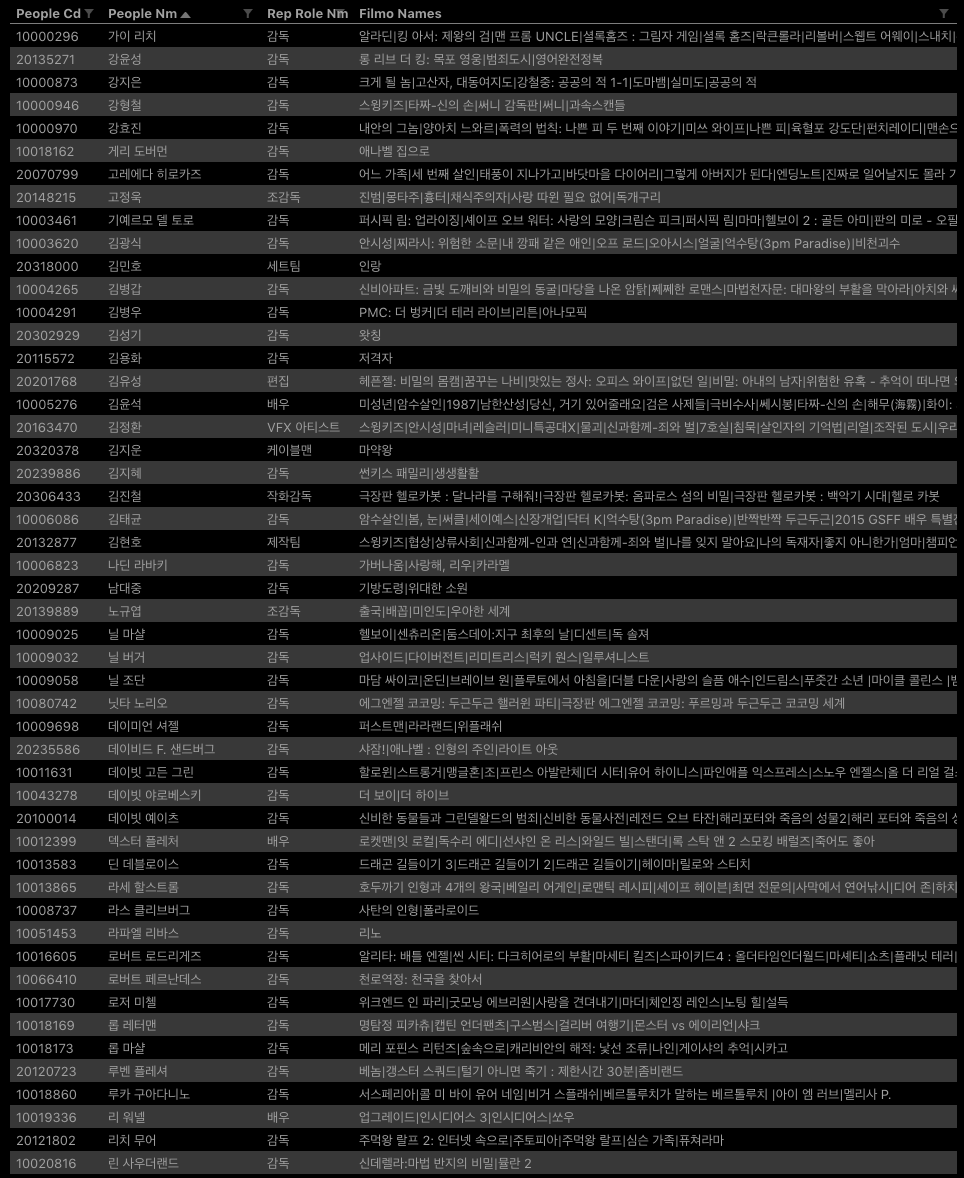 People Cd People Nm Rep Role Nm Filmo Names
10000296 가이 리치 감독 알라딘|킹 아서: 제왕의 검|맨 프롬 UNCLE|셜록홈즈 : 그림자 게임|셜록 홈즈|락큰롤라|리볼버|스웹트 어웨이|스내치|
20135271 강윤성 감독 롱 리브 더 킹: 목포 영웅|범죄도시|영어완전정복
10000873 강지은 감독 크게 될 놈|고산자, 대동여지도|강철중: 공공의 적 1-1|도마뱀|실미도|공공의 적
10000946 강형철 감독 스윙키즈|타짜-신의 손|써니 감독판|써니|과속스캔들
10000970 강효진 감독 내안의 그놈|양아치 느와르|폭력의 법칙: 나쁜 피 두 번째 이야기|미쓰 와이프|나쁜 피|육혈포 강도단|펀치레이디|맨손으
10018162 게리 도버먼 감독 애나벨 집으로
20070799 고레에다 히로카즈 감독 어느 가족|세 번째 살인|태풍이 지나가고|바닷마을 다이어리|그렇게 아버지가 된다|엔딩노트|진짜로 일어날지도 몰라 기
20148215 고정욱 조감독 진범|몽타주|흉터|채식주의자|사랑 따윈 필요 없어|독개구리
10003461 기예르모 델 토로 감독 퍼시픽 림: 업라이징|셰이프 오브 워터: 사랑의 모양|크림슨 피크|퍼시픽 림|마마|헬보이 2 : 골든 아미|판의 미로 - 오필
10003620 김광식 감독 안시성|찌라시: 위험한 소문|내 깡패 같은 애인|오프 로드|오아시스|얼굴|억수탕(3pm Paradise)|비천괴수
20318000 김민호 세트팀 인랑
10004265 김병갑 감독 신비아파트: 금빛 도깨비와 비밀의 동굴|마당을 나온 암탉|쩨쩨한 로맨스|마법천자문: 대마왕의 부활을 막아라|아치와
10004291 김병우 감독 PMC: 더 벙커|더 테러 라이브|리튼|아나모픽
20302929 김성기 감독 왓칭
20115572 김용화 감독 저격자
20201768 김유성 편집 헤픈젤: 비밀의 몸캠|꿈꾸는 나비|맛있는 정사: 오피스 와이프|없던 일|비밀: 아내의 남자|위험한 유혹 - 추억이 떠나면
10005276 김윤석 배우 미성년|암수살인|1987|남한산성|당신, 거기 있어줄래요|검은 사제들|극비수사|쎄시봉|타짜-신의 손|해무(海霧)|화이:
20163470 김정환 VFX 아티스트 스윙키즈|안시성|마녀|레슬러|미니특공대X|물괴|신과함께-죄와 벌|7호실|침묵|살인자의 기억법|리얼|조작된 도시|우리
20320378 김지운 케이블맨 마약왕
20239886 김지혜 감독 썬키스 패밀리|생생활활
20306433 김진철 작화감독 극장판 헬로카봇 : 달나라를 구해줘!|극장판 헬로카봇: 옴파로스 섬의 비밀|극장판 헬로카봇 : 백악기 시대|헬로 카봇
10006086 김태균 감독 암수살인|봄, 눈|써클|세이예스|신장개업|닥터 K|억수탕(3pm Paradise)|반짝반짝 두근두근|2015 GSFF 배우 특별전
20132877 김현호 제작팀 스윙키즈|협상|상류사회|신과함께-인과 연|신과함께-죄와 벌|나를 잊지 말아요|나의 독재자|좋지 아니한가|엄마|챔피언
10006823 나딘 라바키 감독 가버나움|사랑해, 리우|카라멜
20209287 남대중 감독 기방도령|위대한 소원
20139889 노규엽 조감독 출국|배꼽|미인도|우아한 세계
10009025 닐 마샬 감독 헬보이|센츄리온|둠스데이:지구 최후의 날|디센트|독 솔져
10009032 닐 버거 감독 업사이드|다이버전트|리미트리스|럭키 원스|일루셔니스트
10009058 닐 조단 감독 마담 싸이코|온딘|브레이브 원|플루토에서 아침을|더블 다운|사랑의 슬픔 애수|인드림스|푸줏간 소년 |마이클 콜린스 |뱀
10080742 닛타 노리오 감독 에그엔젤 코코밍: 두근두근 핼러윈 파티|극장판 에그엔젤 코코밍: 푸르밍과 두근두근 코코밍 세계
10009698 데이미언 셔젤 감독 퍼스트맨|라라랜드|위플래쉬
20235586 데이비드 F. 샌드버그 감독 샤잠!|애나벨 : 인형의 주인|라이트 아웃
10011631 데이빗 고든 그린 감독 할로윈|스트롱거|맹글혼|조|프린스 아발란체|더 시터|유어 하이니스|파인애플 익스프레스|스노우 엔젤스|올 더 리얼 걸스
10043278 데이빗 야로베스키 감독 더 보이|더 하이브
20100014 데이빗 예이츠 감독 신비한 동물들과 그린델왈드의 범죄|신비한 동물사전|레전드 오브 타잔|해리포터와 죽음의 성물2|해리 포터와 죽음의 성
10012399 덱스터 플레처 배우 로켓맨|잇 로컬|독수리 에디|선샤인 온 리스|와일드 빌|스탠더|록 스탁 앤 2 스모킹 배럴즈|죽어도 좋아
10013583 딘 데블로이스 감독 드래곤 길들이기 3|드래곤 길들이기 2|드래곤 길들이기|헤이마|릴로와 스티치
10013865 라세 할스트롬 감독 호두까기 인형과 4개의 왕국|베일리 어게인|로맨틱 레시피|세이프 헤이븐|최면 전문의|사막에서 연어낚시|디어 존|하치
10008737 라스 클리브버그 감독 사탄의 인형|폴라로이드
10051453 라파엘 리바스 감독 리노
10016605 로버트 로드리게즈 감독 알리타: 배틀 엔젤|씬 시티: 다크히어로의 부활|마세티 킬즈|스파이키드4 : 올더타임인더월드|마세티|쇼츠|플래닛 테러|
10066410 로버트 페르난데스 감독 천로역정: 천국을 찾아서
10017730 로저 미첼 감독 위크엔드 인 파리|굿모닝 에브리원|사랑을 견뎌내기|마더|체인징 레인스|노팅 힐|설득
10018169 롭 레터맨 감독 명탐정 피카츄|캡틴 언더팬츠|구스범스|걸리버 여행기|몬스터 vs 에이리언|샤크
10018173 롭 마샬 감독 메리 포핀스 리턴즈|숲속으로|캐리비안의 해적: 낯선 조류|나인|게이샤의 추억|시카고
20120723 루벤 플레셔 감독 베놈|갱스터 스쿼드|털기 아니면 죽기 : 제한시간 30분|좀비랜드
10018860 루카 구아다니노 감독 서스페리아|콜 미 바이 유어 네임|비거 스플래쉬|베르톨루치가 말하는 베르톨루치 |아이 엠 러브|멜리사 P.
10019336 리 워넬 배우 업그레이드|인시디어스 3|인시디어스|쏘우
20121802 리치 무어 감독 주먹왕 랄프 2: 인터넷 속으로|주토피아|주먹왕 랄프|심슨 가족|퓨쳐라마
10020816 린 사우더랜드 감독 신데렐라:마법 반지의 비밀|뮬란 2